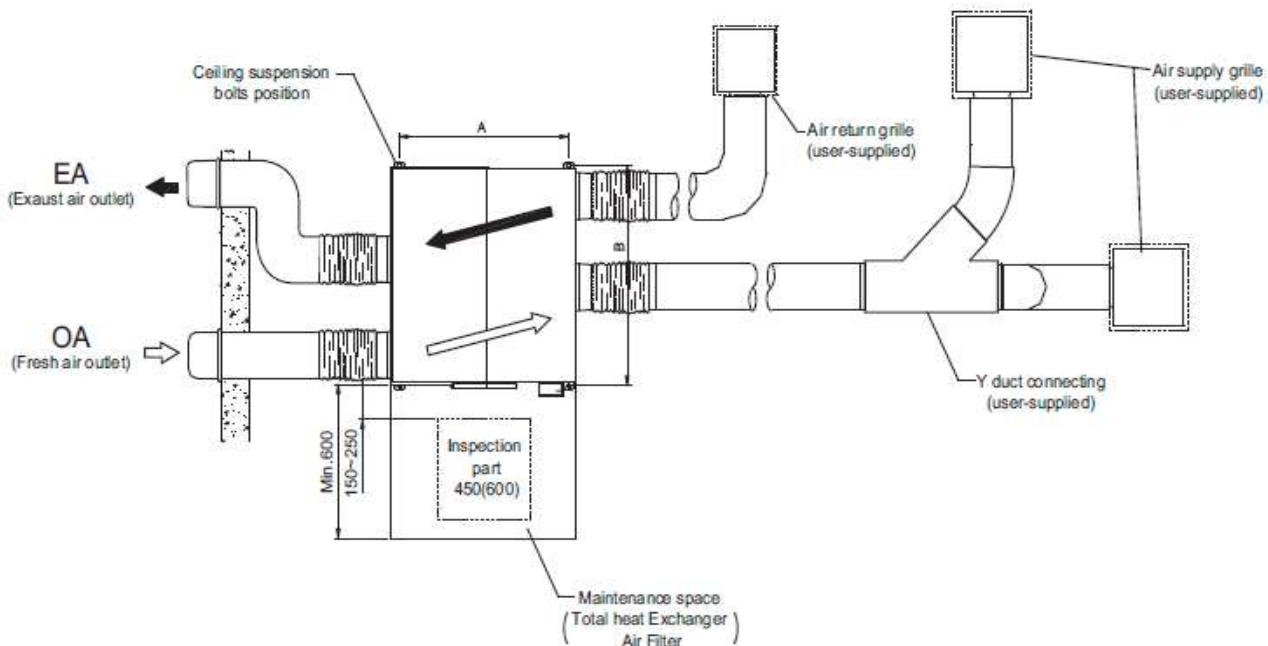 Ceiling suspension
bolts position
A
Air supply grille
(user-supplied)
Air return grille
(user-supplied)
EA
(Exaust air outlet)
B
OA
(Fresh air outlet)
Y duct connecting
(user-supplied)
Min.600
150~250
Inspection
part
450(600)
Maintenance space
(Total heat Exchanger
Air Filter)